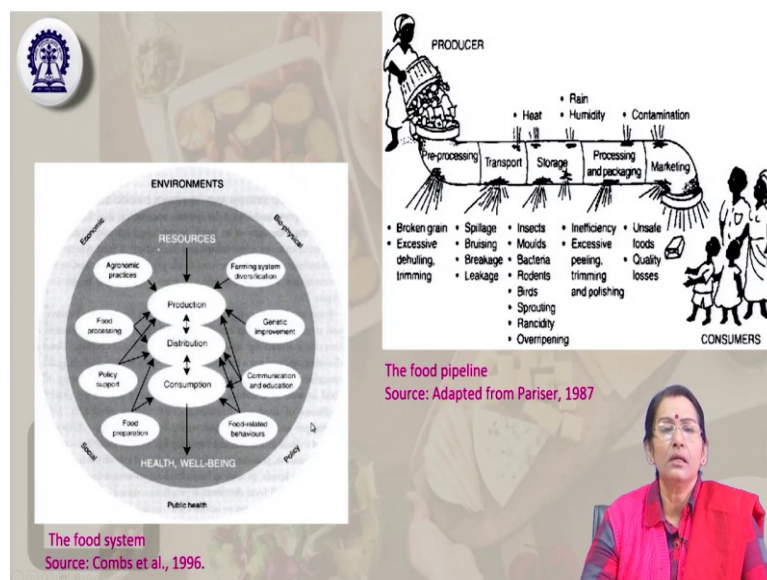 ENVIRONMENTS
Economic
Bio-physical
RESOURCES
Agronomic
practices
Farming system
diversification
Production
Food
processing
Genetic
improvement
Distribution
Policy
support
Consumption
Communication
and education
Food
preparation
Food-related
behaviours
Social
HEALTH, WELL-BEING
Policy
Public health
The food system
Source: Combs et al., 1996.
PRODUCER
• Heat
• Rain
• Humidity
• Contamination
Pre-processing
Transport
Storage
Processing
and packaging
Marketing
• Broken grain
• Excessive
dehulling,
trimming
• Spillage
• Bruising
• Breakage
• Leakage
• Insects
• Moulds
• Bacteria
• Rodents
• Birds
• Sprouting
• Rancidity
• Overripening
• Inefficiency
• Excessive
peeling,
trimming
and polishing
• Unsafe
foods
• Quality
losses
CONSUMERS
The food pipeline
Source: Adapted from Pariser, 1987